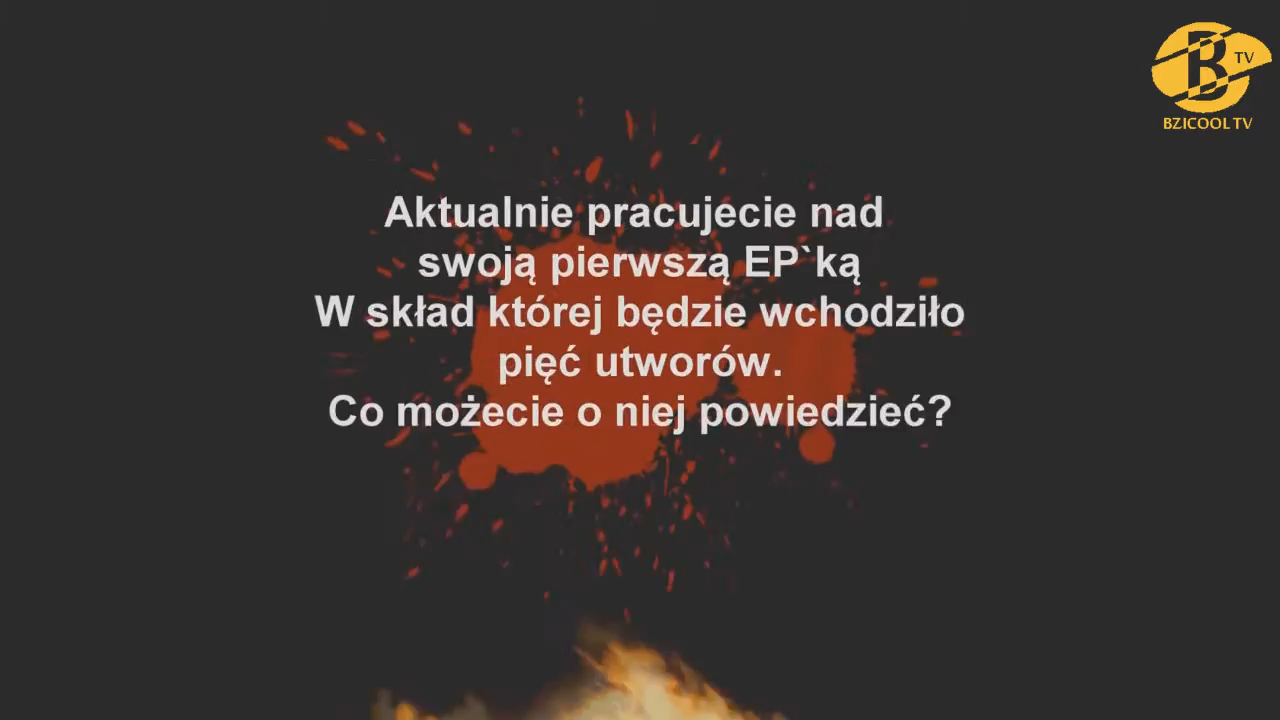 B TV
BZICOOL TV
Aktualnie pracujecie nad
swoją pierwszą EP`ką
W skład której będzie wchodziło
pięć utworów.
Co możecie o niej powiedzieć?